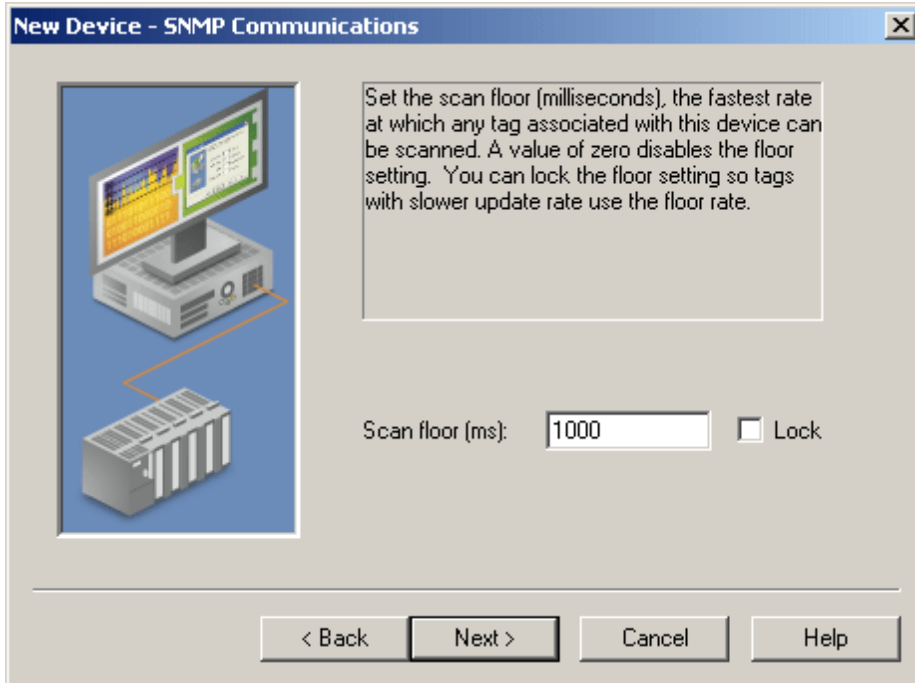 New Device - SNMP Communications
Set the scan floor (milliseconds), the fastest rate
at which any tag associated with this device can
be scanned. A value of zero disables the floor
setting.  You can lock the floor setting so tags
with slower update rate use the floor rate.
Scan floor (ms): 1000 Lock
< Back Next > Cancel Help